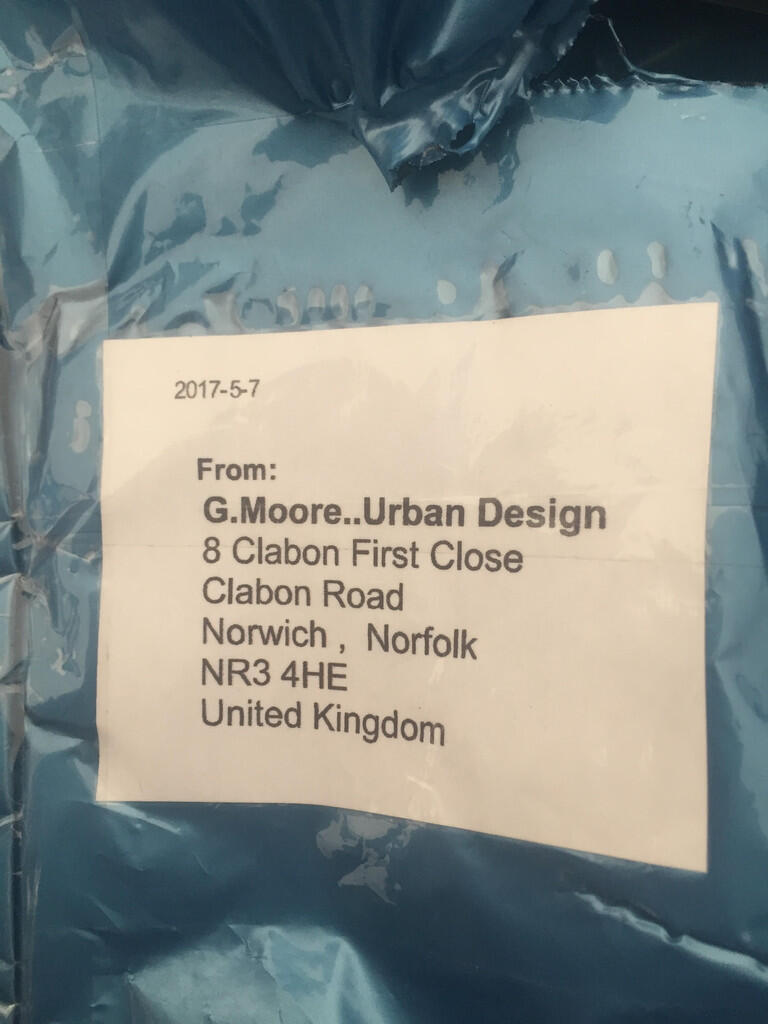 2017-5-7
From:
G.Moore..Urban Design
8 Clabon First Close
Clabon Road
Norwich , Norfolk
NR3 4HE
United Kingdom